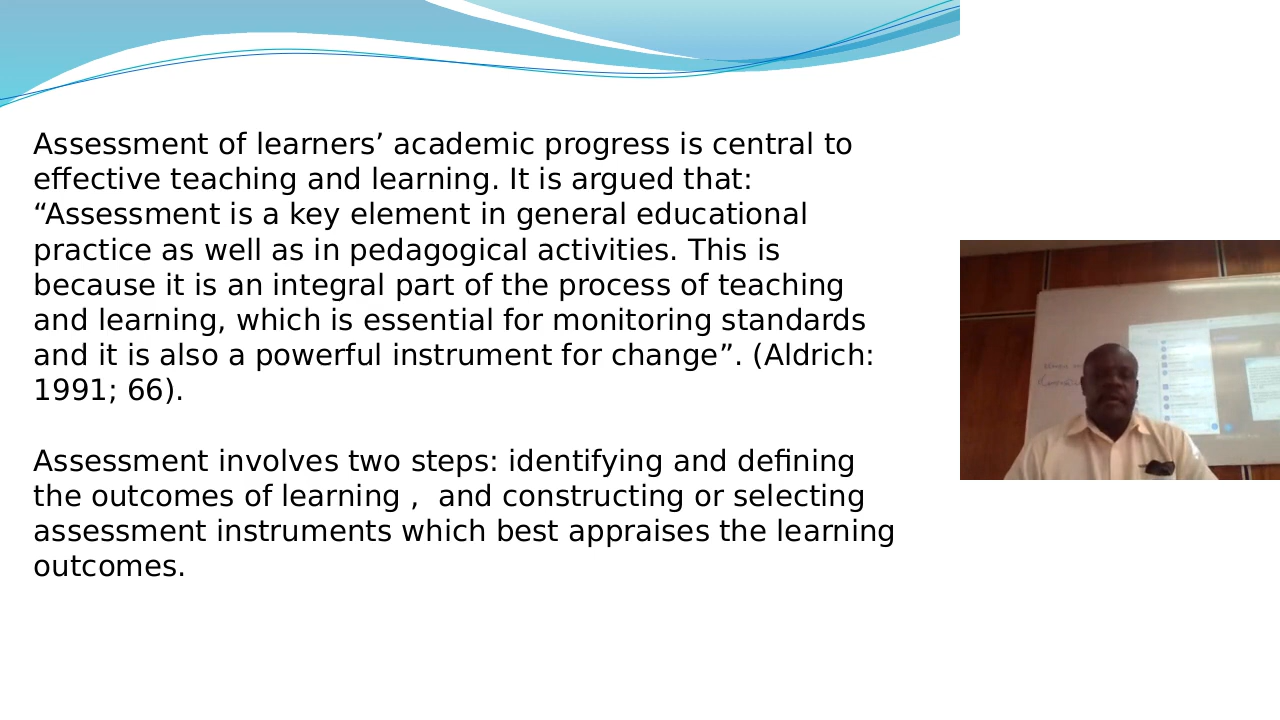 Assessment of learners’ academic progress is central to
effective teaching and learning. It is argued that:
“Assessment is a key element in general educational
practice as well as in pedagogical activities. This is
because it is an integral part of the process of teaching
and learning, which is essential for monitoring standards
and it is also a powerful instrument for change”. (Aldrich:
1991; 66).
Assessment involves two steps: identifying and defining
the outcomes of learning ,  and constructing or selecting
assessment instruments which best appraises the learning
outcomes.